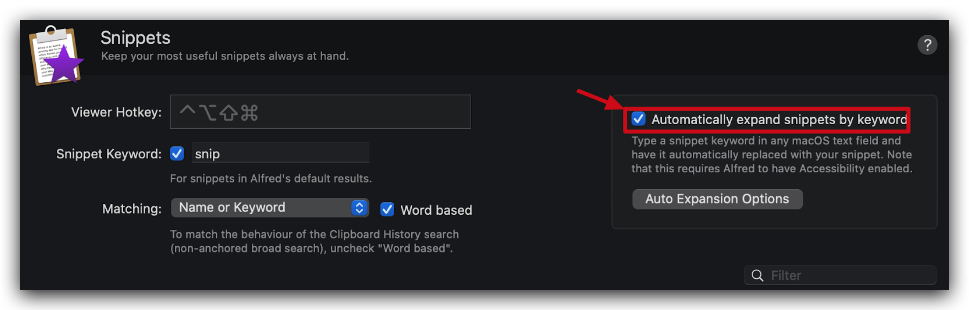 Snippets
Keep your most useful snippets always at hand.
?
Viewer Hotkey: ⌃⌥⇧⌘
Snippet Keyword: snip
For snippets in Alfred's default results.
Matching: Name or Keyword Word based
To match the behaviour of the Clipboard History search
(non-anchored broad search), uncheck "Word based".
Automatically expand snippets by keyword
Type a snippet keyword in any macOS text field and
have it automatically replaced with your snippet. Note
that this requires Alfred to have Accessibility enabled.
Auto Expansion Options
Filter